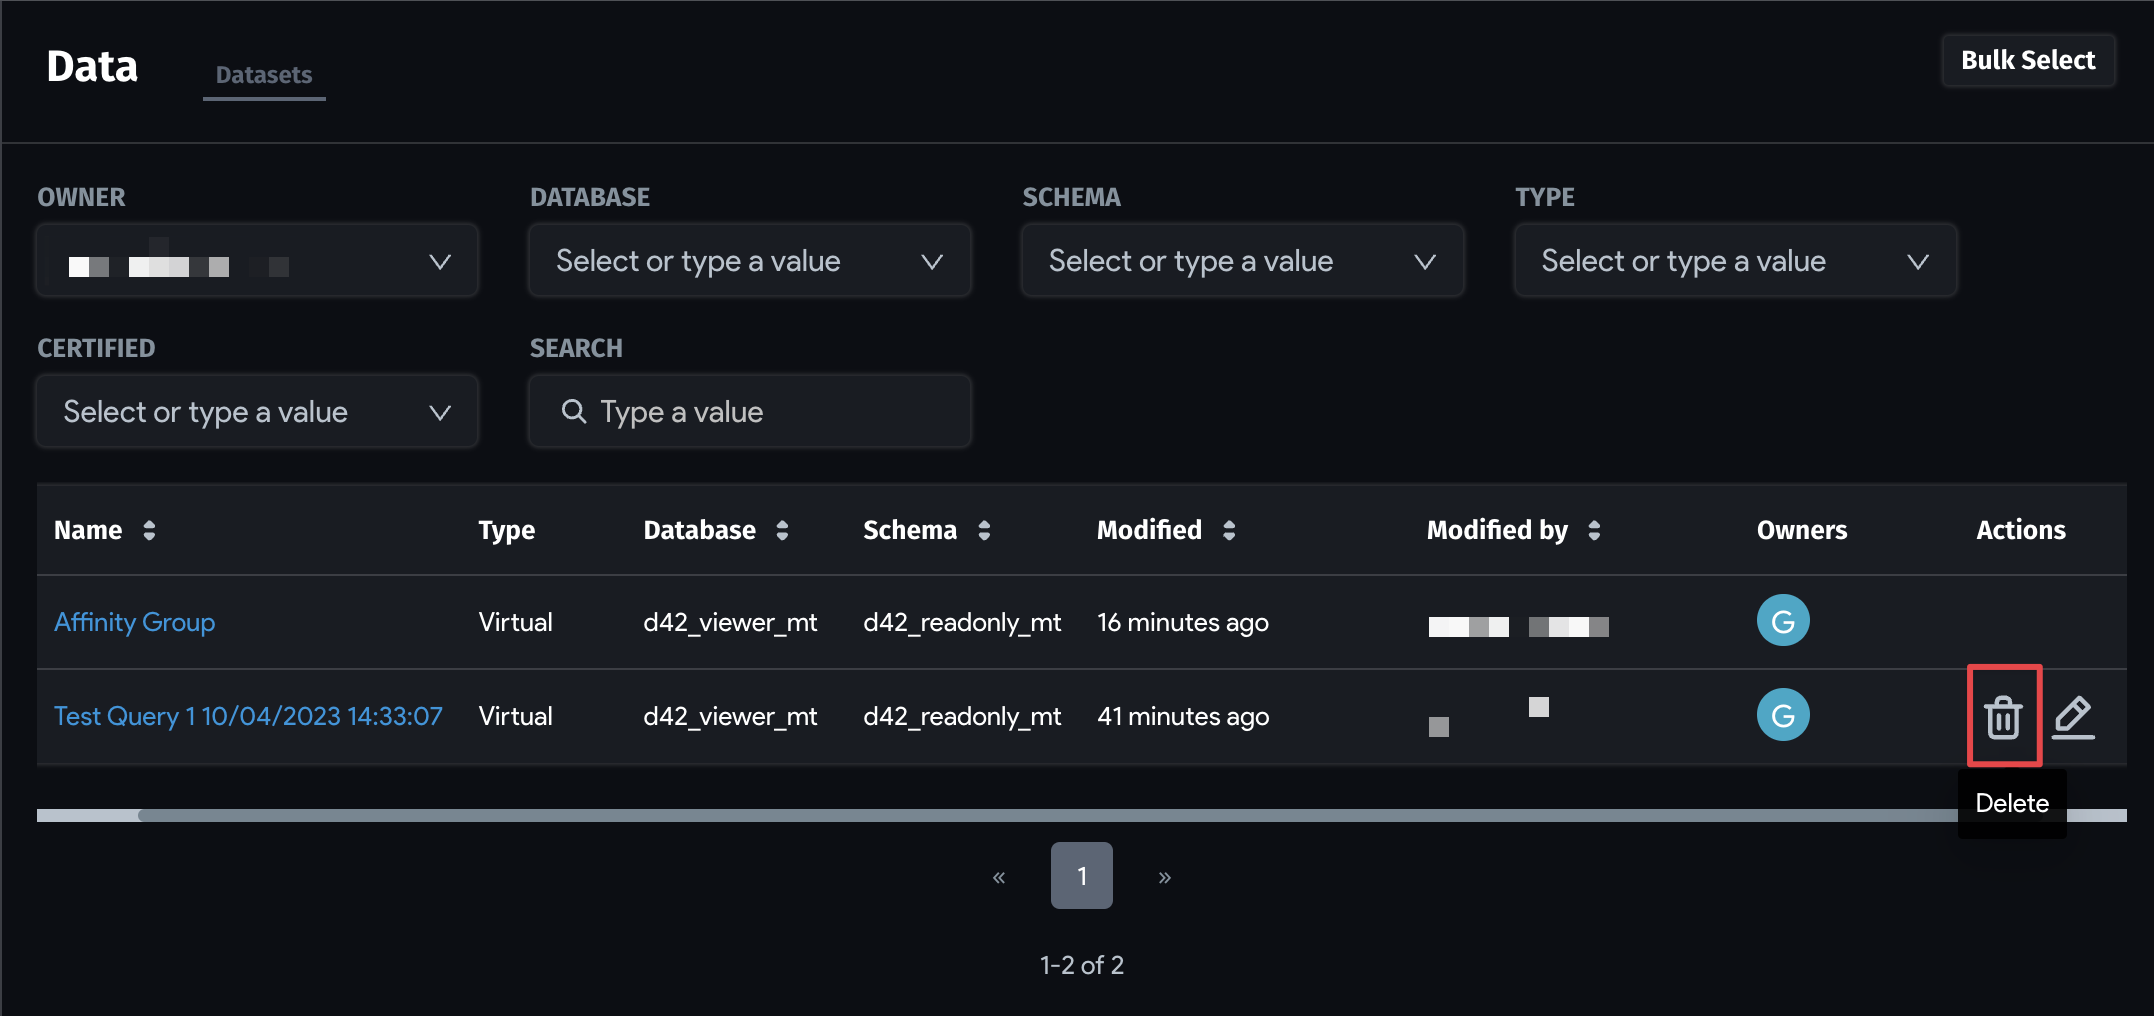 Data
Datasets
Bulk Select
OWNER
DATABASE
SCHEMA
TYPE
Select or type a value
Select or type a value
Select or type a value
CERTIFIED
SEARCH
Select or type a value
Type a value
Name Type Database Schema Modified Modified by Owners Actions
Affinity Group Virtual d42_viewer_mt d42_readonly_mt 16 minutes ago G
Test Query 1 10/04/2023 14:33:07 Virtual d42_viewer_mt d42_readonly_mt 41 minutes ago G
Delete
« 1 »
1-2 of 2